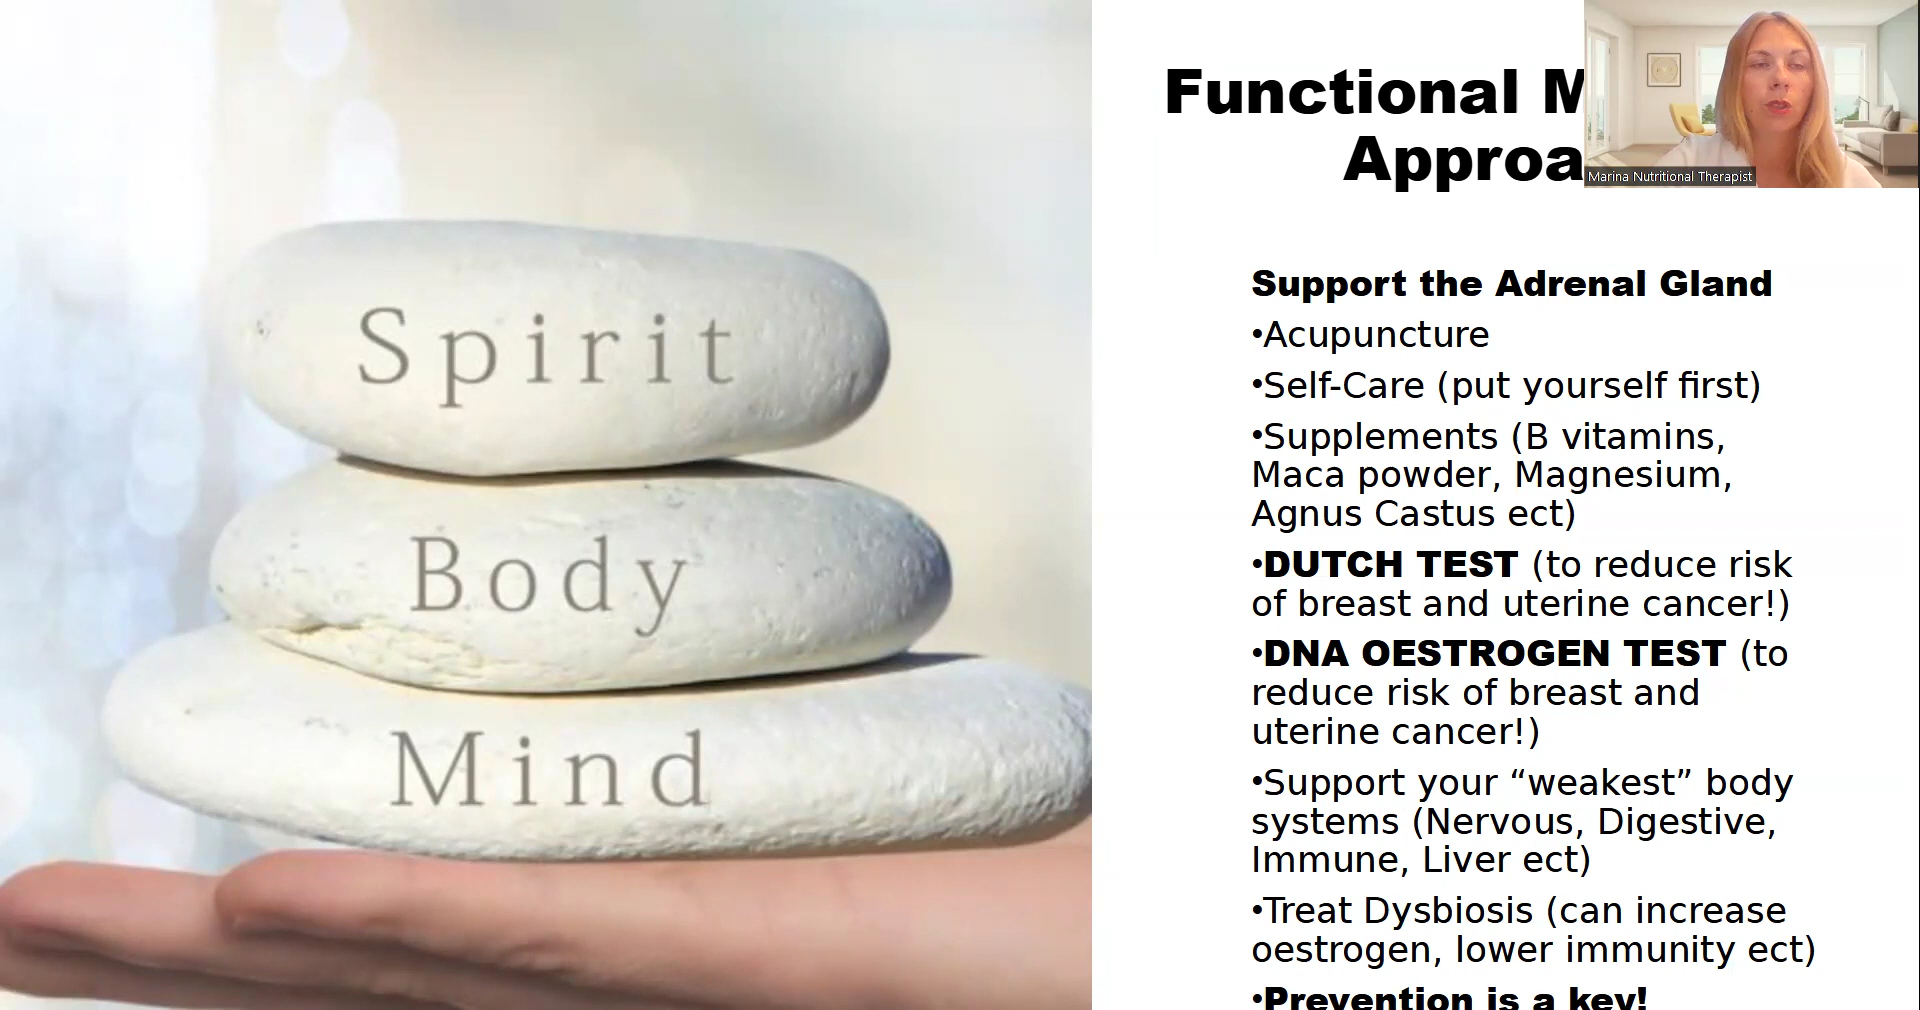 Spirit
Body
Mind
Functional
Approa
Marina Nutritional Therapist
Support the Adrenal Gland
•Acupuncture
•Self-Care (put yourself first)
•Supplements (B vitamins,
Maca powder, Magnesium,
Agnus Castus ect)
•DUTCH TEST (to reduce risk
of breast and uterine cancer!)
•DNA OESTROGEN TEST (to
reduce risk of breast and
uterine cancer!)
•Support your “weakest” body
systems (Nervous, Digestive,
Immune, Liver ect)
•Treat Dysbiosis (can increase
oestrogen, lower immunity ect)
•Prevention is a key!